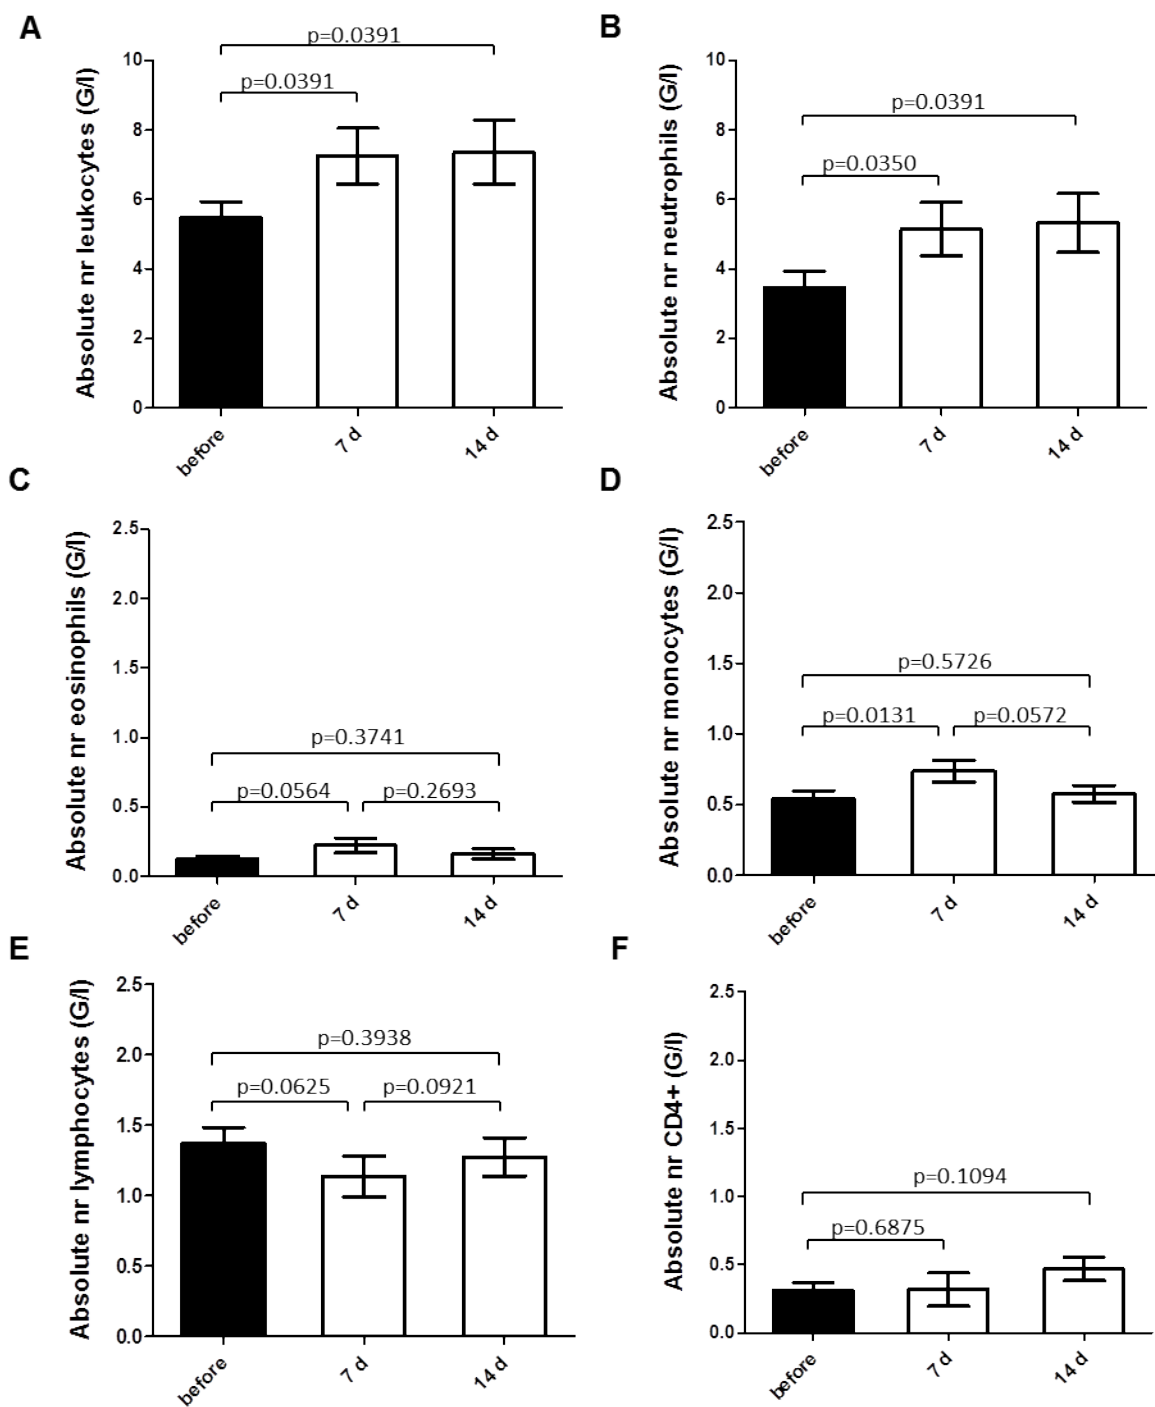 A
p=0.0391
p=0.0391
Absolute nr leukocytes (G/l)
10
8
6
4
2
0
before
7 d
14 d
B
p=0.0391
p=0.0350
Absolute nr neutrophils (G/l)
10
8
6
4
2
0
before
7 d
14 d
C
p=0.3741
p=0.0564
p=0.2693
Absolute nr eosinophils (G/l)
2.5
2.0
1.5
1.0
0.5
0.0
before
7 d
14 d
D
p=0.5726
p=0.0131
p=0.0572
Absolute nr monocytes (G/l)
2.5
2.0
1.5
1.0
0.5
0.0
before
7 d
14 d
E
p=0.3938
p=0.0625
p=0.0921
Absolute nr lymphocytes (G/l)
2.5
2.0
1.5
1.0
0.5
0.0
before
7 d
14 d
F
p=0.1094
p=0.6875
Absolute nr CD4+ (G/l)
2.5
2.0
1.5
1.0
0.5
0.0
before
7 d
14 d